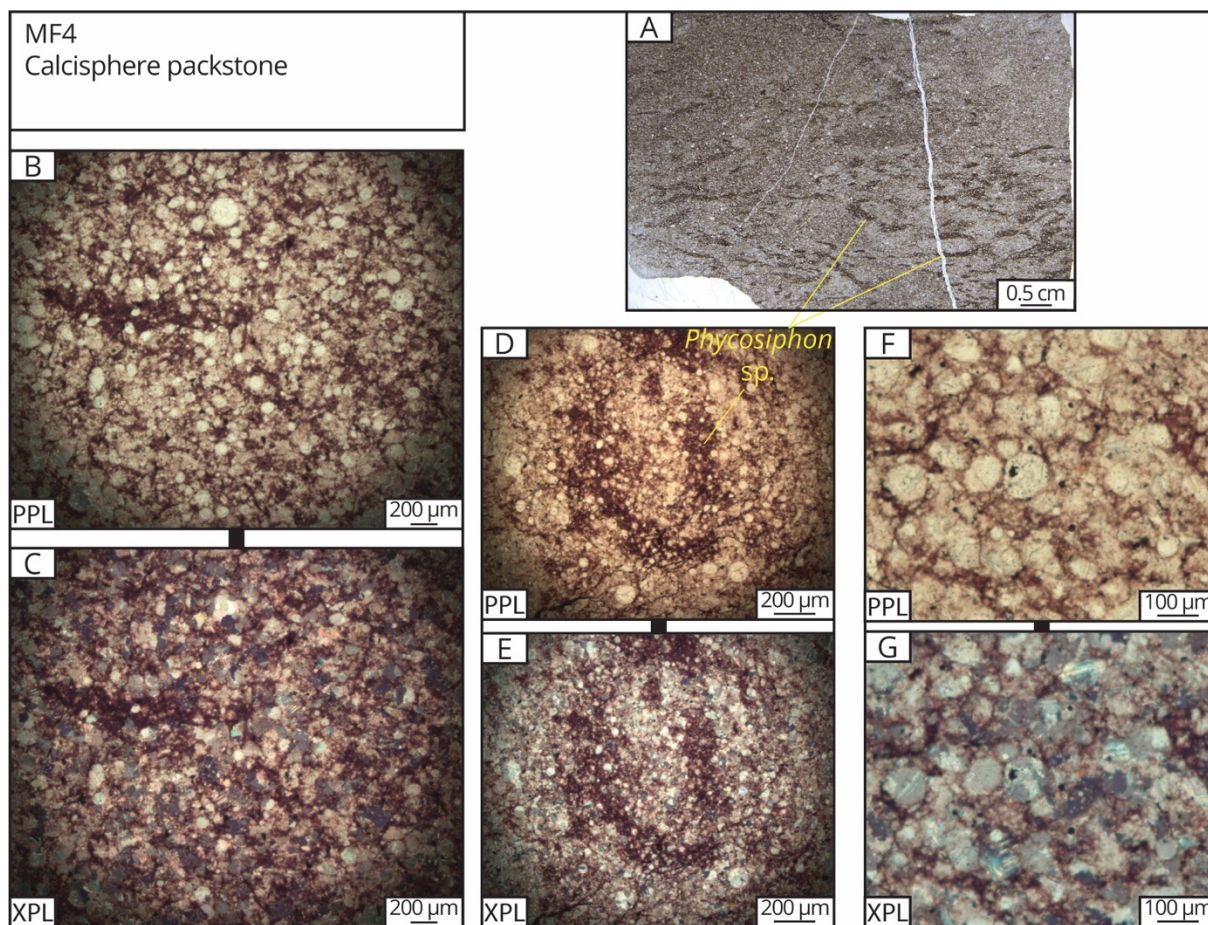 MF4
Calcisphere packstone
A
0.5 cm
B
PPL
200 µm
C
XPL
200 µm
Phycosiphon
sp.
D
PPL
200 µm
E
XPL
200 µm
F
PPL
100 µm
G
XPL
100 µm